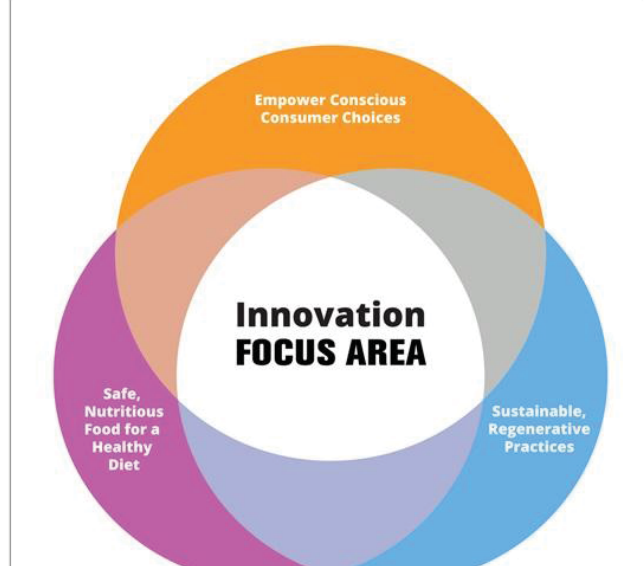 Empower Conscious
Consumer Choices
Innovation
FOCUS AREA
Safe,
Nutritious
Food for a
Healthy
Diet
Sustainable,
Regenerative
Practices